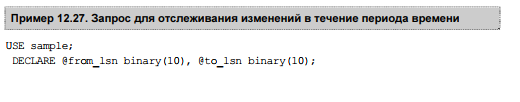 Пример 12.27. Запрос для отслеживания изменений в течение периода времени
USE sample;
DECLARE @from_lsn binary(10), @to_lsn binary(10);